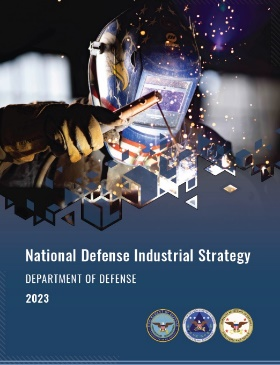 National Defense Industrial Strategy
DEPARTMENT OF DEFENSE
2023